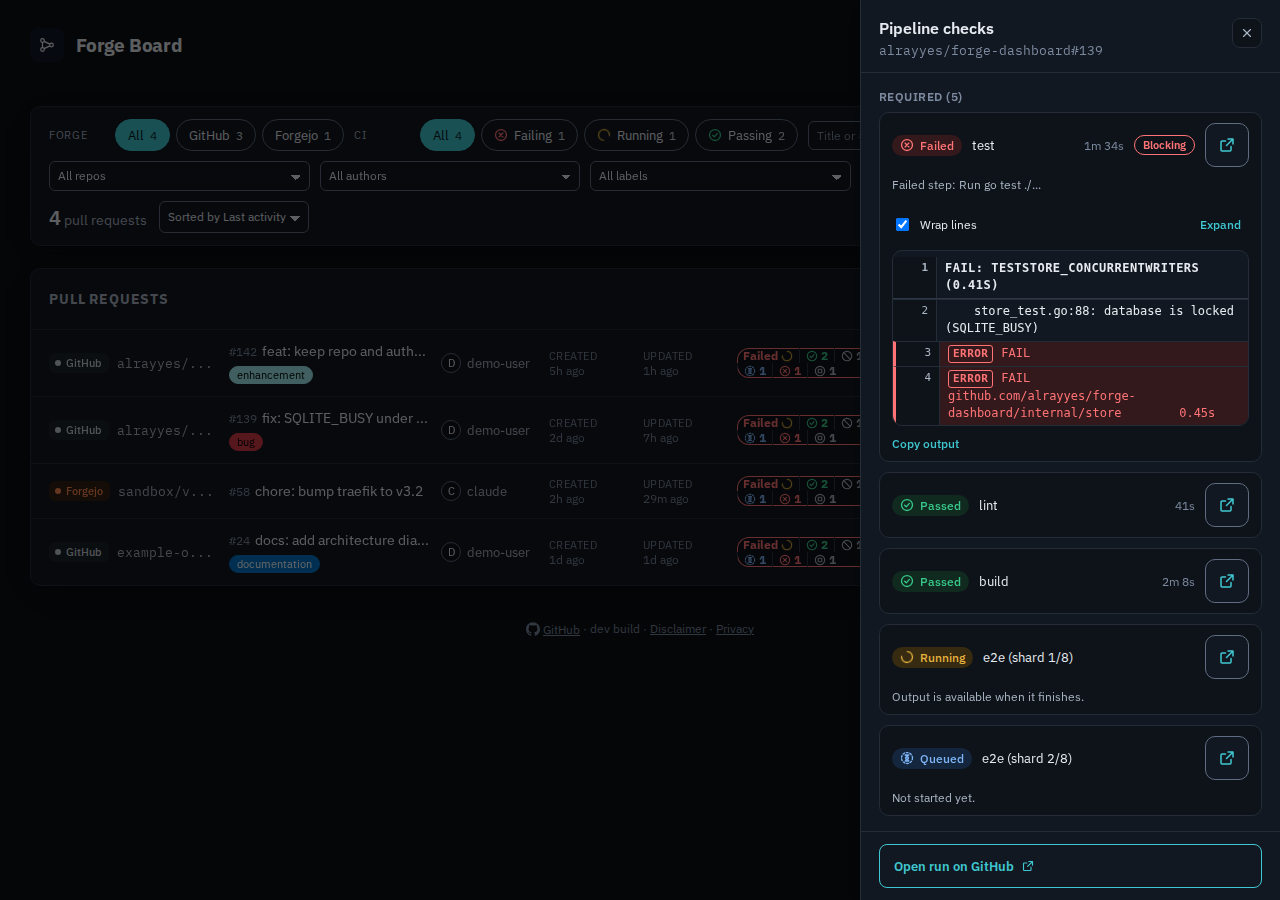 Forge Board
FORGE All 4 GitHub 3 Forgejo 1 CI All 4 Failing 1 Running 1 Passing 2 Title or
All repos All authors All labels
4 pull requests Sorted by Last activity
PULL REQUESTS
GitHub alrayyes/... #142 feat: keep repo and auth... D demo-user CREATED UPDATED Failed 2
enhancement 5h ago 1h ago 1 1 1
GitHub alrayyes/... #139 fix: SQLITE_BUSY under ... D demo-user CREATED UPDATED Failed 2
bug 2d ago 7h ago 1 1 1
Forgejo sandbox/v... #58 chore: bump traefik to v3.2 C claude CREATED UPDATED Failed 2
2h ago 29m ago 1 1 1
GitHub example-o... #24 docs: add architecture dia... D demo-user CREATED UPDATED Failed 2
documentation 1d ago 1d ago 1 1 1
GitHub · dev build · Disclaimer · Privacy
Pipeline checks
alrayyes/forge-dashboard#139
REQUIRED (5)
Failed test 1m 34s Blocking
Failed step: Run go test ./...
Wrap lines Expand
1 FAIL: TESTSTORE_CONCURRENTWRITERS
(0.41S)
2 store_test.go:88: database is locked
(SQLITE_BUSY)
3 ERROR FAIL
4 ERROR FAIL
github.com/alrayyes/forge-
dashboard/internal/store 0.45s
Copy output
Passed lint 41s
Passed build 2m 8s
Running e2e (shard 1/8)
Output is available when it finishes.
Queued e2e (shard 2/8)
Not started yet.
Open run on GitHub